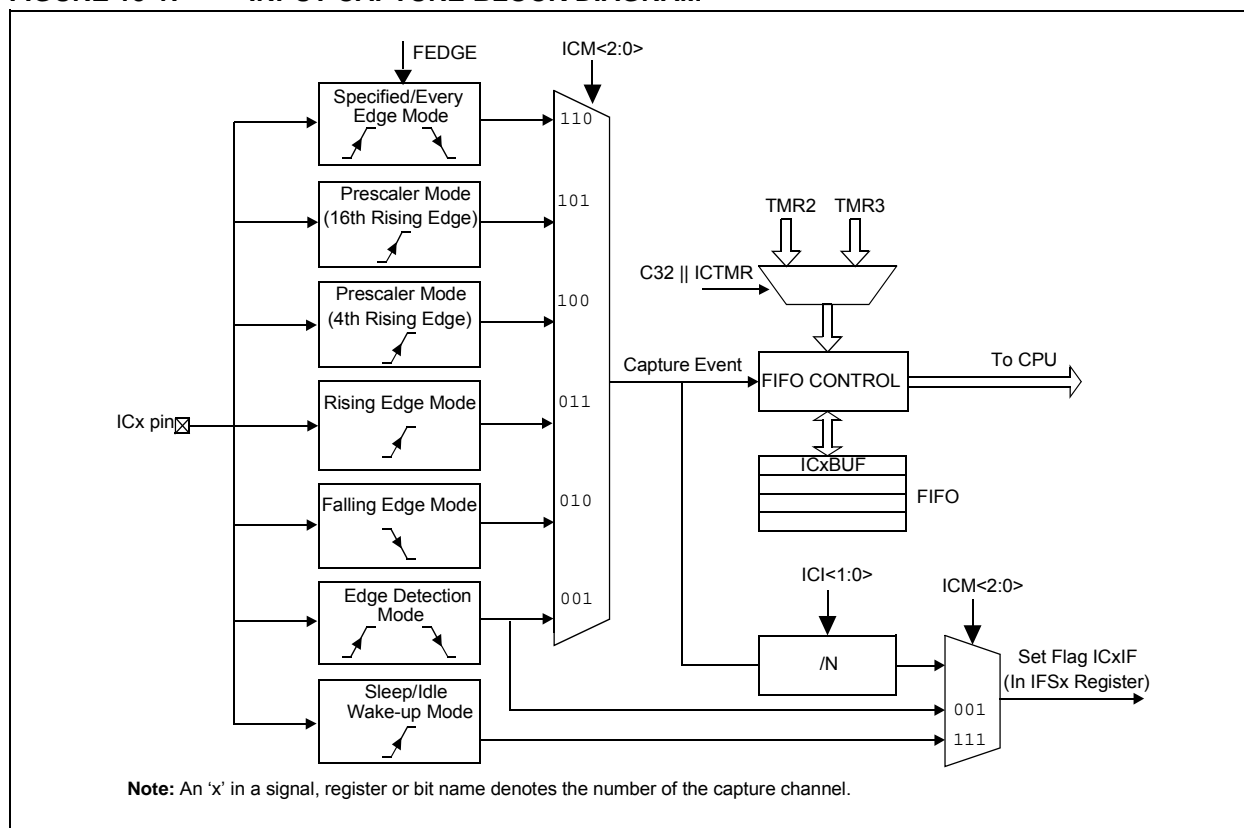 FEDGE
ICM<2:0>
Specified/Every
Edge Mode
110
Prescaler Mode
(16th Rising Edge)
101
TMR2
TMR3
C32 || ICTMR
Prescaler Mode
(4th Rising Edge)
100
Capture Event
FIFO CONTROL
To CPU
ICx pin
Rising Edge Mode
011
ICxBUF
FIFO
Falling Edge Mode
010
ICI<1:0>
ICM<2:0>
Edge Detection
Mode
001
/N
Set Flag ICxIF
(In IFSx Register)
Sleep/Idle
Wake-up Mode
001
111
Note: An ‘x’ in a signal, register or bit name denotes the number of the capture channel.